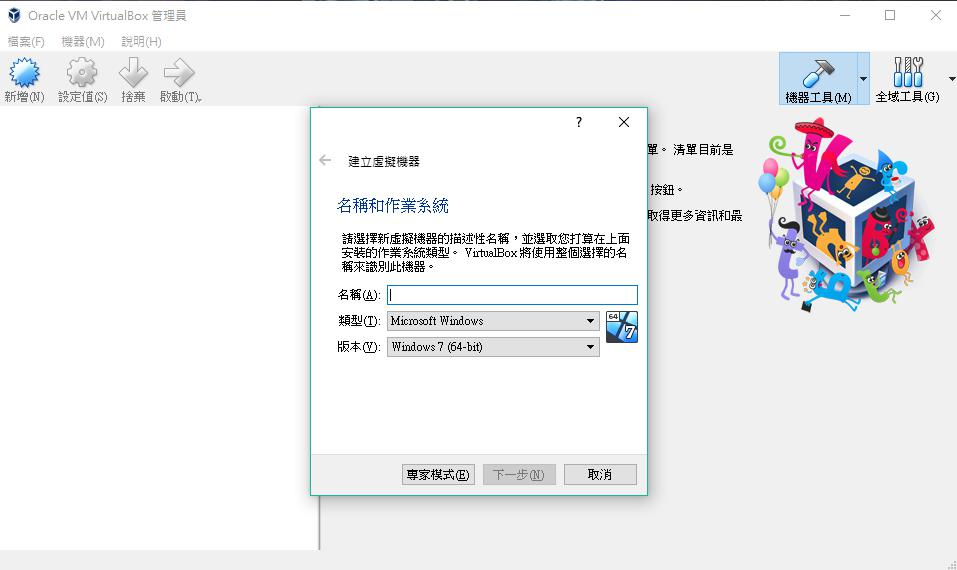 Oracle VM VirtualBox 管理員
檔案(F) 機器(M) 說明(H)
新增(N) 設定值(S) 捨棄 啟動(T) 機器工具(M) 全域工具(G)
單。 清單目前是
按鈕。
取得更多資訊和最
?
建立虛擬機器
名稱和作業系統
請選擇新虛擬機器的描述性名稱,並選取您打算在上面
安裝的作業系統類型。 VirtualBox 將使用整個選擇的名
稱來識別此機器。
名稱(A):
類型(T): Microsoft Windows
64 7
版本(V): Windows 7 (64-bit)
專家模式(E) 下一步(N) 取消